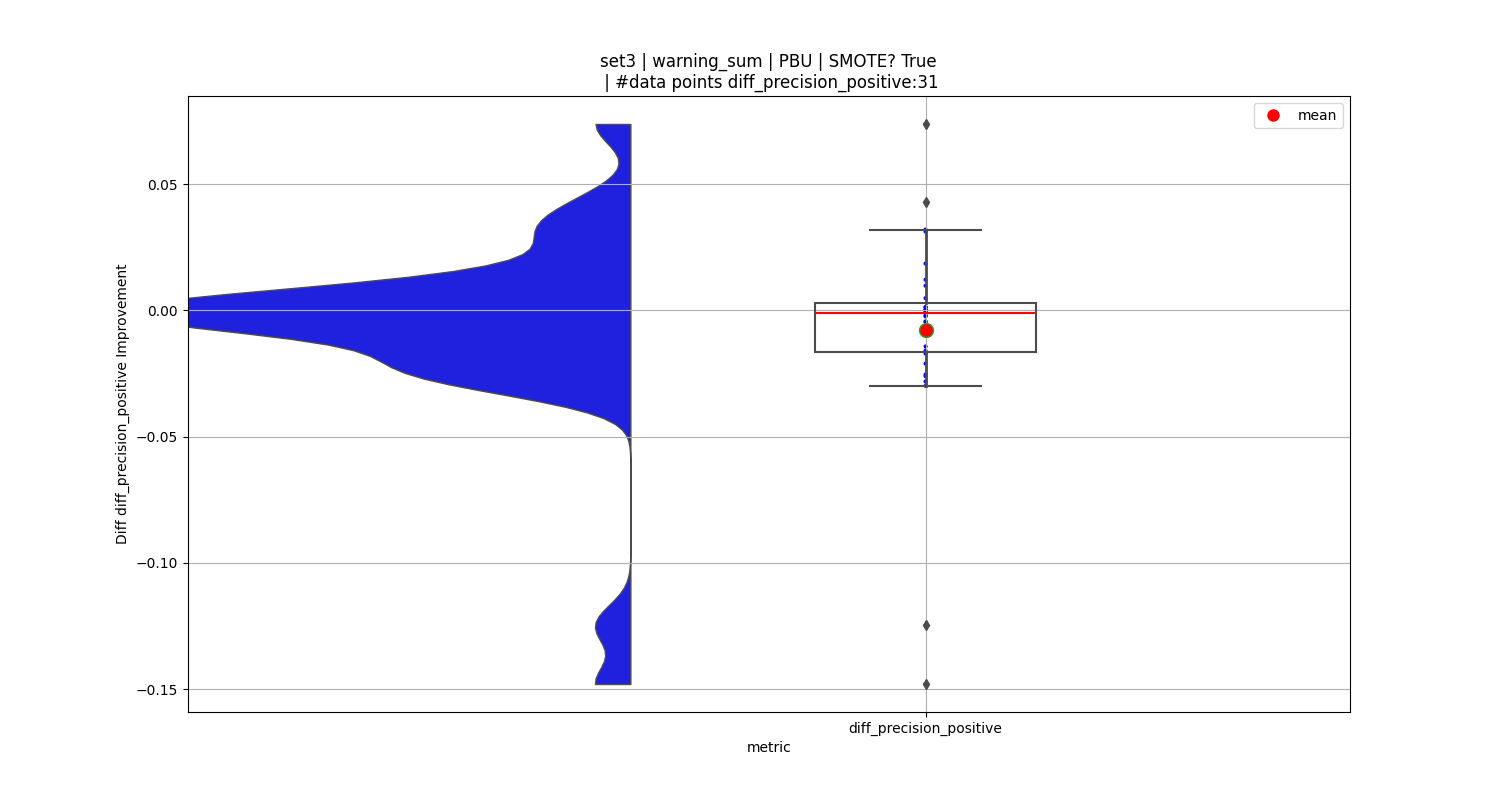 set3 | warning_sum | PBU | SMOTE? True
| #data points diff_precision_positive:31
mean
Diff diff_precision_positive Improvement
0.05
0.00
−0.05
−0.10
−0.15
diff_precision_positive
metric